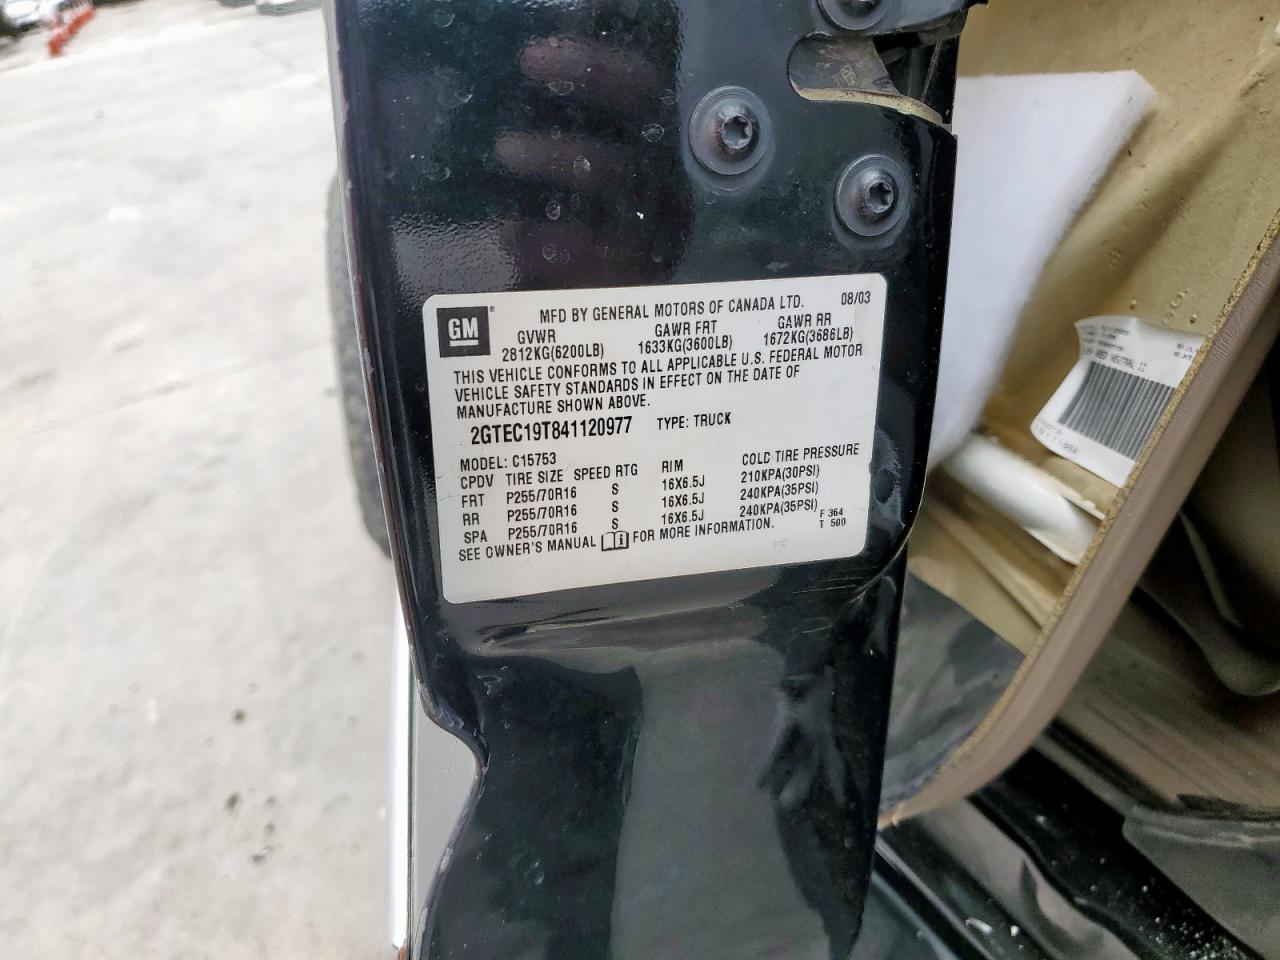 GM
MFD BY GENERAL MOTORS OF CANADA LTD. 08/03
GVWR GAWR FRT GAWR RR
2812KG(6200LB) 1633KG(3600LB) 1672KG(3686LB)
THIS VEHICLE CONFORMS TO ALL APPLICABLE U.S. FEDERAL MOTOR
VEHICLE SAFETY STANDARDS IN EFFECT ON THE DATE OF
MANUFACTURE SHOWN ABOVE.
2GTEC19T841120977 TYPE: TRUCK
MODEL: C15753
CPDV TIRE SIZE SPEED RTG RIM COLD TIRE PRESSURE
FRT P255/70R16 S 16X6.5J 210KPA(30PSI)
RR P255/70R16 S 16X6.5J 240KPA(35PSI)
SPA P255/70R16 S 16X6.5J 240KPA(35PSI) F 364
T 500
SEE OWNER'S MANUAL FOR MORE INFORMATION.
NEUTRAL II